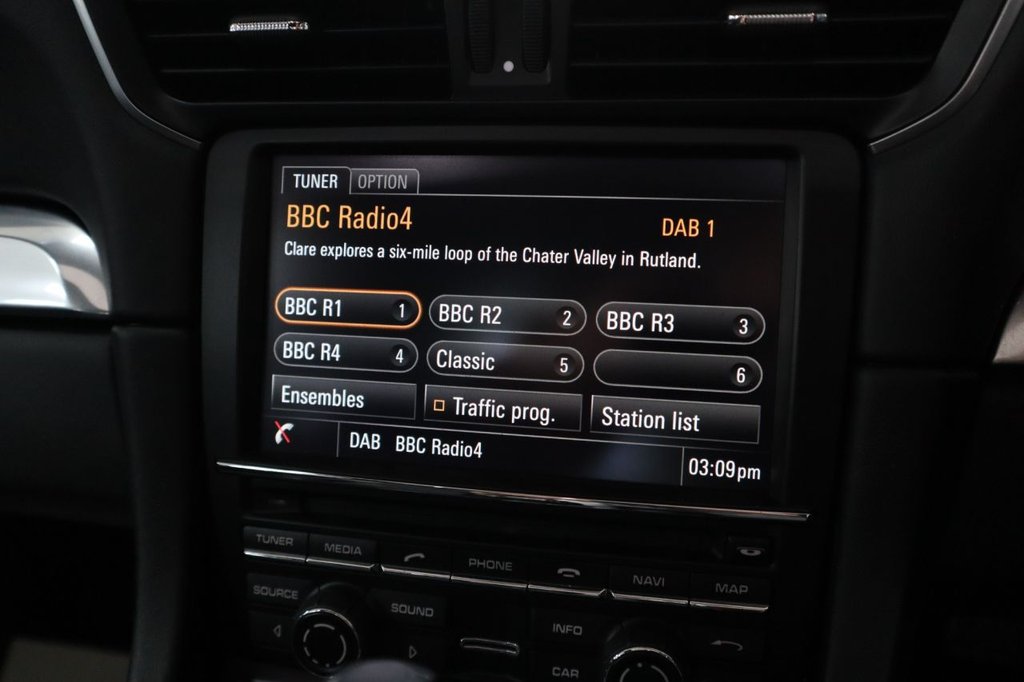 TUNER OPTION
BBC Radio4 DAB 1
Clare explores a six-mile loop of the Chater Valley in Rutland.
BBC R1 1 BBC R2 2 BBC R3 3
BBC R4 4 Classic 5 6
Ensembles Traffic prog. Station list
DAB BBC Radio4 03:09pm
TUNER MEDIA PHONE NAVI MAP
SOURCE SOUND INFO
CAR